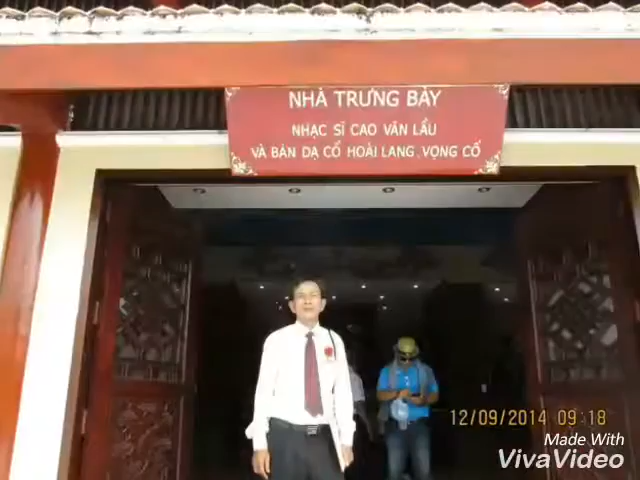 NHÀ TRƯNG BÀY
NHẠC SĨ CAO VĂN LẦU
VÀ BẢN DẠ CỔ HOÀI LANG, VỌNG CỔ
12/09/2014 09:18
Made With
VivaVideo